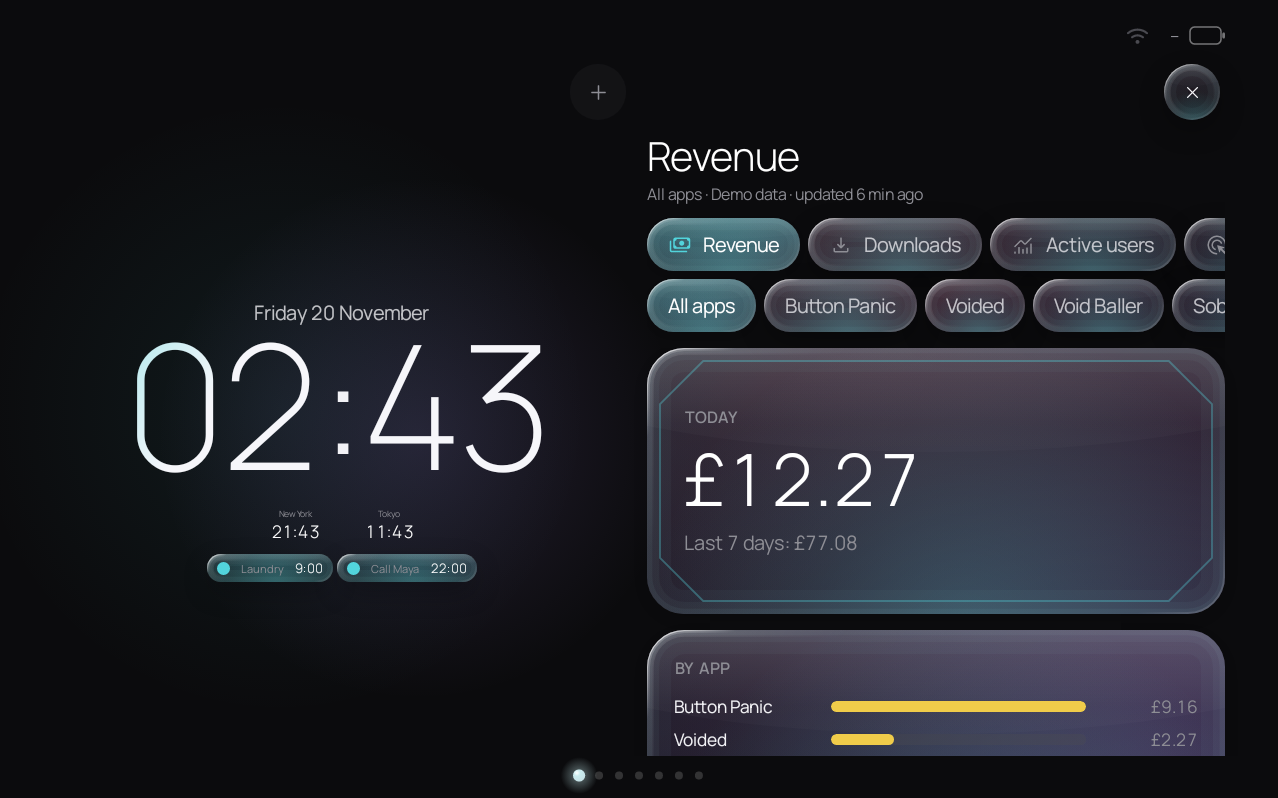 Friday 20 November
02:43
New York
21:43
Tokyo
11:43
Laundry 9:00
Call Maya 22:00
Revenue
All apps · Demo data · updated 6 min ago
Revenue
Downloads
Active users
All apps
Button Panic
Voided
Void Baller
Sob
TODAY
£12.27
Last 7 days: £77.08
BY APP
Button Panic £9.16
Voided £2.27